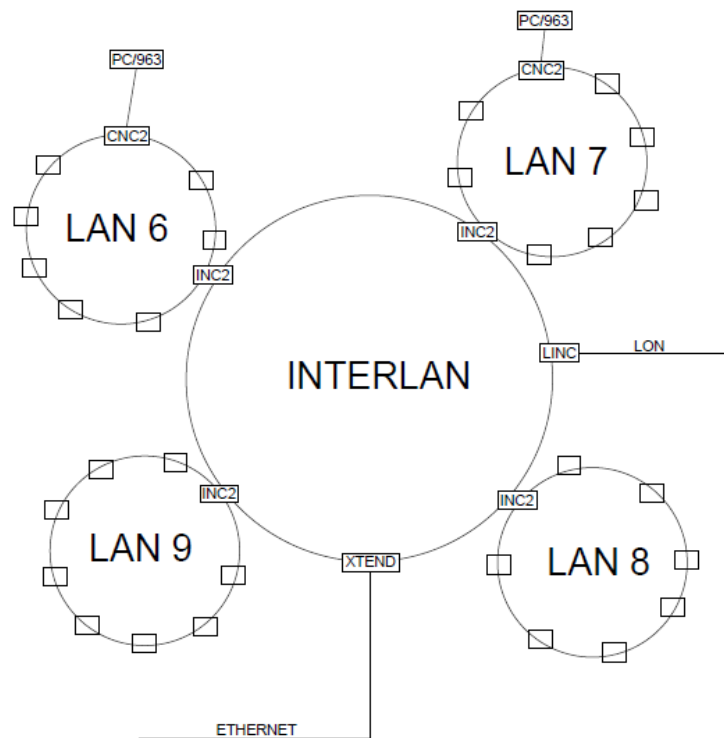 PC/963
PC/963
CNC2
CNC2
LAN 7
LAN 6
INC2
INC2
LINC
LON
INTERLAN
INC2
INC2
LAN 9
LAN 8
XTEND
ETHERNET